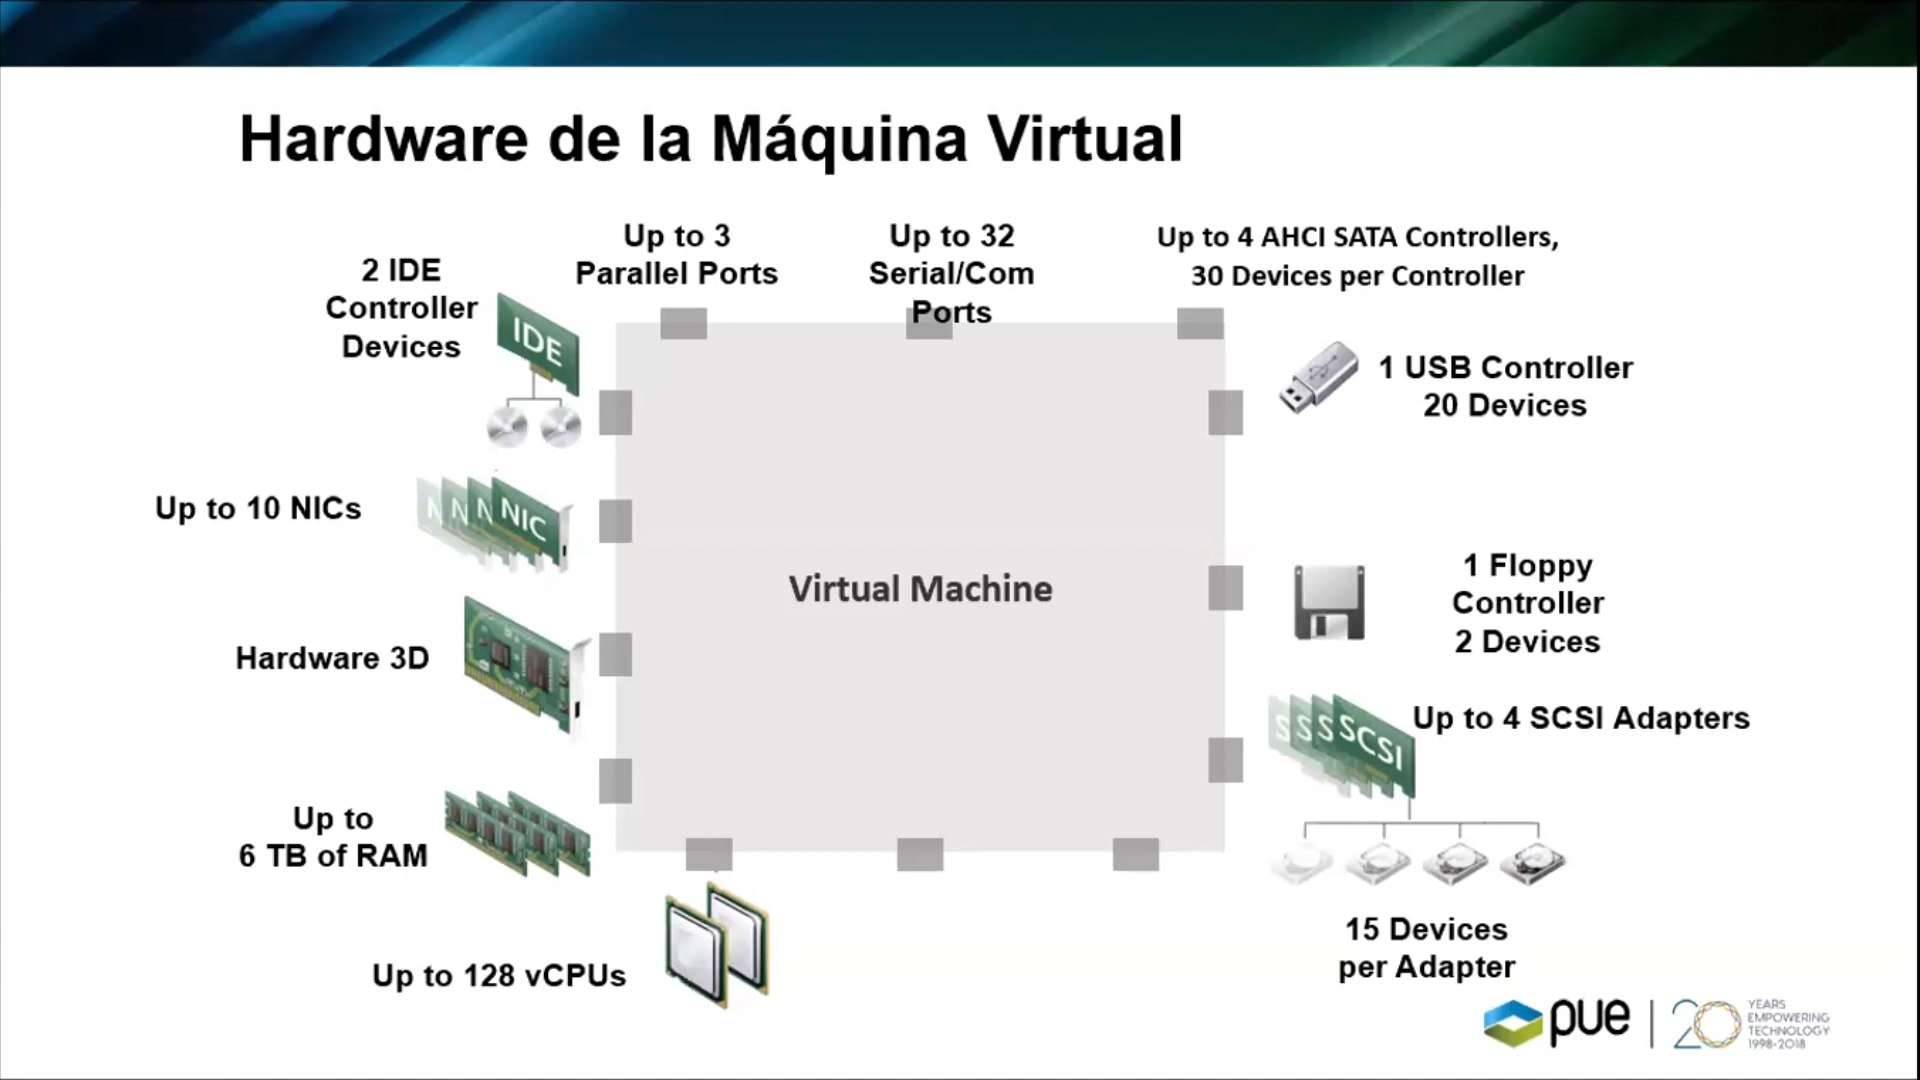 Hardware de la Máquina Virtual
Up to 3
Parallel Ports
Up to 32
Serial/Com
Ports
Up to 4 AHCI SATA Controllers,
30 Devices per Controller
2 IDE
Controller
Devices
IDE
1 USB Controller
20 Devices
Up to 10 NICs
N N N NIC
Virtual Machine
1 Floppy
Controller
2 Devices
Hardware 3D
S S S SCSI
Up to 4 SCSI Adapters
Up to
6 TB of RAM
15 Devices
per Adapter
Up to 128 vCPUs
pue
20
YEARS
EMPOWERING
TECHNOLOGY
1998-2018